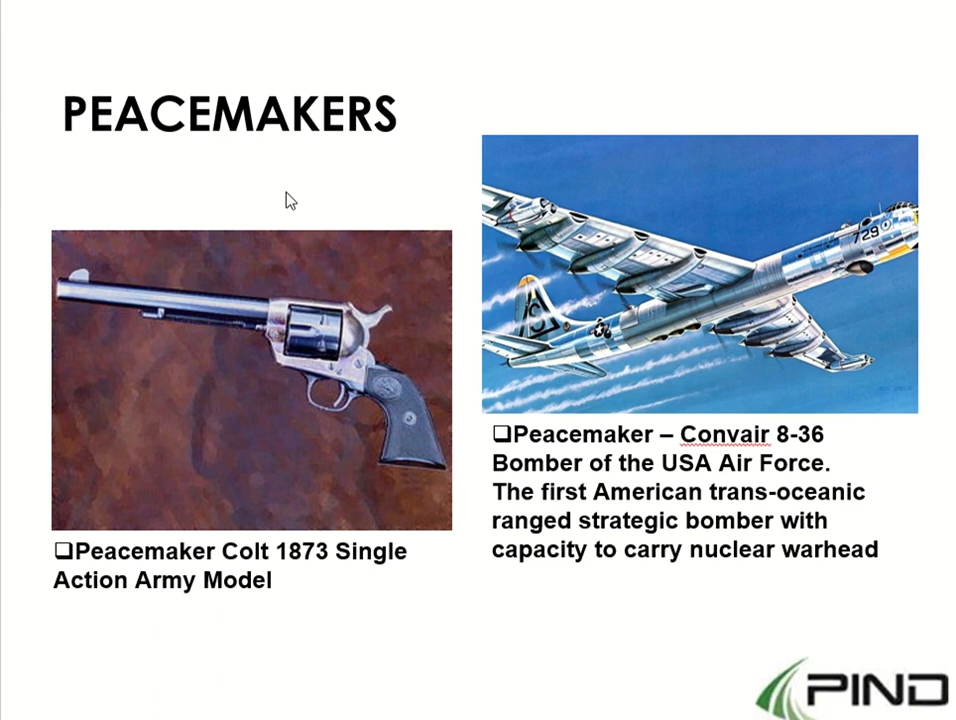 PEACEMAKERS
729
❑Peacemaker – Convair 8-36
Bomber of the USA Air Force.
The first American trans-oceanic
ranged strategic bomber with
capacity to carry nuclear warhead
❑Peacemaker Colt 1873 Single
Action Army Model
PIND